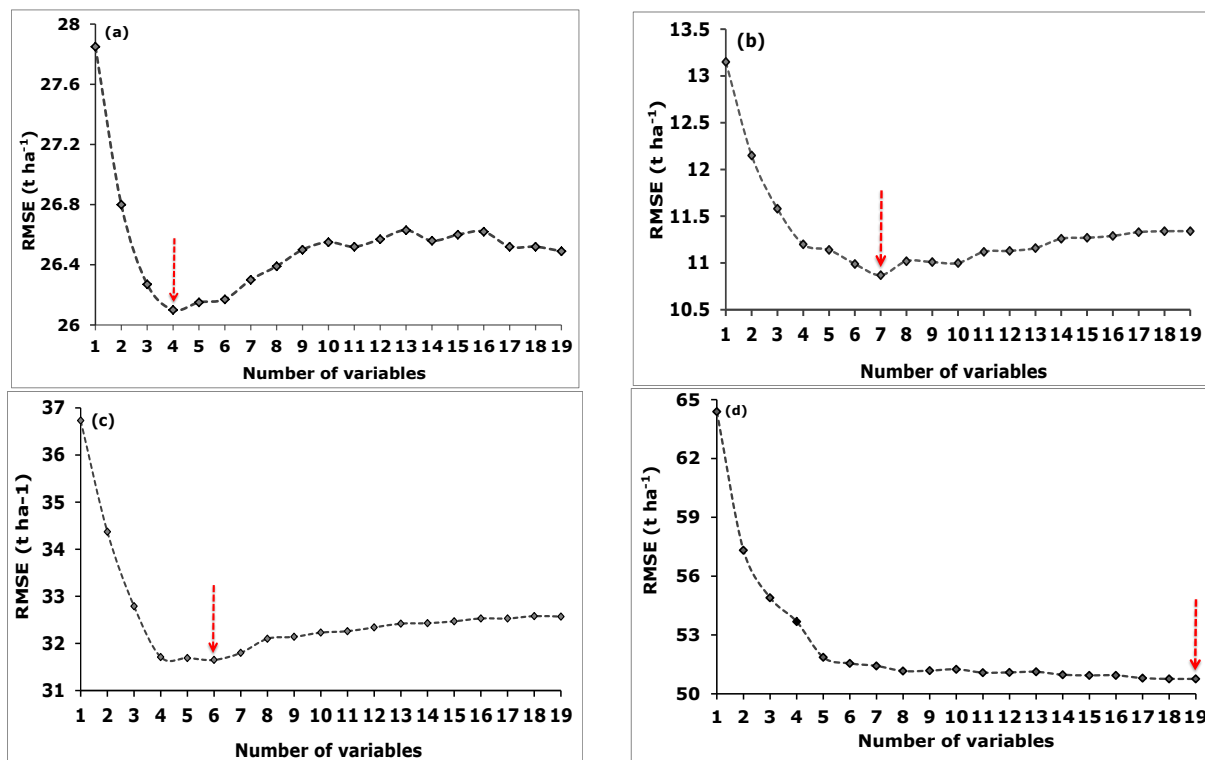 (a)
28
27.6
27.2
26.8
26.4
26
RMSE (t ha⁻¹)
1 2 3 4 5 6 7 8 9 10 11 12 13 14 15 16 17 18 19
Number of variables
(b)
13.5
13
12.5
12
11.5
11
10.5
RMSE (t ha⁻¹)
1 2 3 4 5 6 7 8 9 10 11 12 13 14 15 16 17 18 19
Number of variables
(c)
37
36
35
34
33
32
31
RMSE (t ha-1)
1 2 3 4 5 6 7 8 9 10 11 12 13 14 15 16 17 18 19
Number of variables
(d)
65
62
59
56
53
50
RMSE (t ha⁻¹)
1 2 3 4 5 6 7 8 9 10 11 12 13 14 15 16 17 18 19
Number of variables